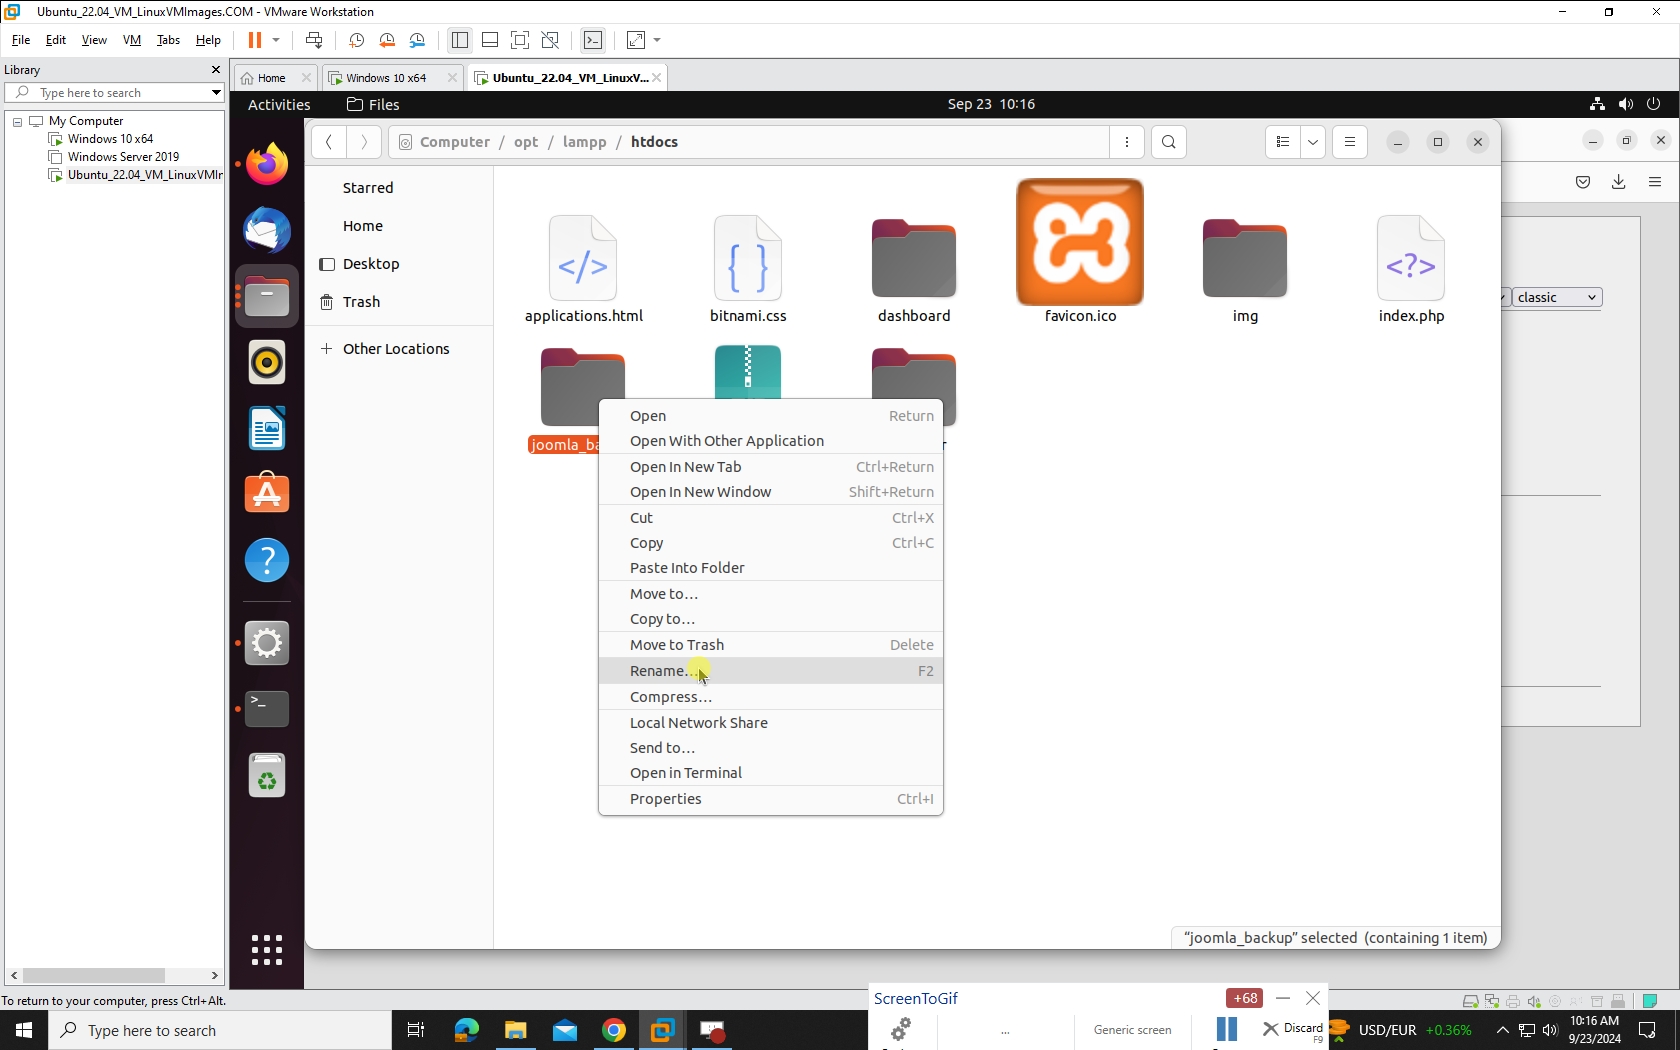 Ubuntu_22.04_VM_LinuxVMImages.COM - VMware Workstation
File Edit View VM Tabs Help
Library
Type here to search
My Computer
Windows 10 x64
Windows Server 2019
Ubuntu_22.04_VM_LinuxVMIr
Home
Windows 10 x64
Ubuntu_22.04_VM_LinuxV...
Activities
Files
Sep 23 10:16
Computer / opt / lampp / htdocs
Starred
Home
Desktop
Trash
Other Locations
applications.html
bitnami.css
dashboard
favicon.ico
img
index.php
classic
joomla_ba
r
Open Return
Open With Other Application
Open In New Tab Ctrl+Return
Open In New Window Shift+Return
Cut Ctrl+X
Copy Ctrl+C
Paste Into Folder
Move to...
Copy to...
Move to Trash Delete
Rename... F2
Compress...
Local Network Share
Send to...
Open in Terminal
Properties Ctrl+I
"joomla_backup" selected (containing 1 item)
To return to your computer, press Ctrl+Alt.
ScreenToGif
+68
...
Generic screen
Discard
F9
Type here to search
USD/EUR +0.36%
10:16 AM
9/23/2024